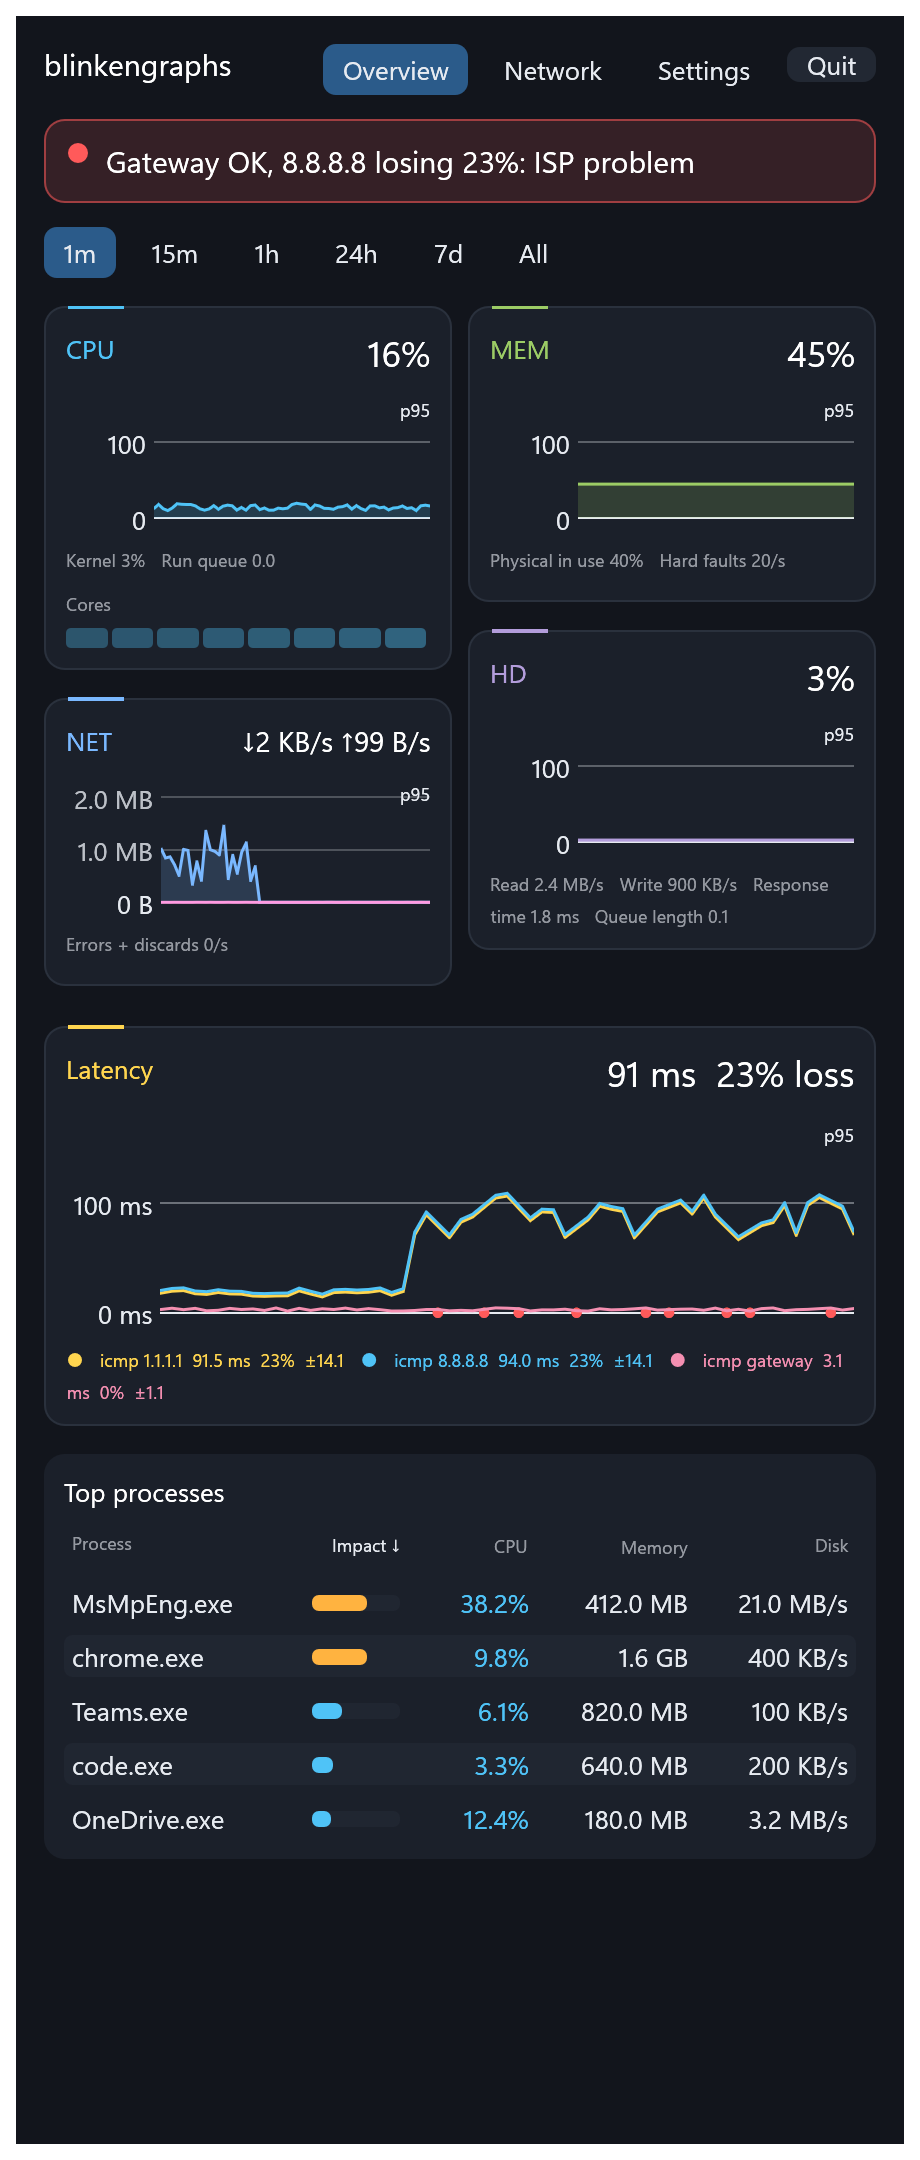 blinkengraphs Overview Network Settings Quit
Gateway OK, 8.8.8.8 losing 23%: ISP problem
1m 15m 1h 24h 7d All
CPU 16%
p95
100
0
Kernel 3% Run queue 0.0
Cores
MEM 45%
p95
100
0
Physical in use 40% Hard faults 20/s
NET ↓2 KB/s ↑99 B/s
2.0 MB p95
1.0 MB
0 B
Errors + discards 0/s
HD 3%
p95
100
0
Read 2.4 MB/s Write 900 KB/s Response
time 1.8 ms Queue length 0.1
Latency 91 ms 23% loss
p95
100 ms
0 ms
icmp 1.1.1.1 91.5 ms 23% ±14.1 icmp 8.8.8.8 94.0 ms 23% ±14.1 icmp gateway 3.1
ms 0% ±1.1
Top processes
Process Impact ↓ CPU Memory Disk
MsMpEng.exe 38.2% 412.0 MB 21.0 MB/s
chrome.exe 9.8% 1.6 GB 400 KB/s
Teams.exe 6.1% 820.0 MB 100 KB/s
code.exe 3.3% 640.0 MB 200 KB/s
OneDrive.exe 12.4% 180.0 MB 3.2 MB/s